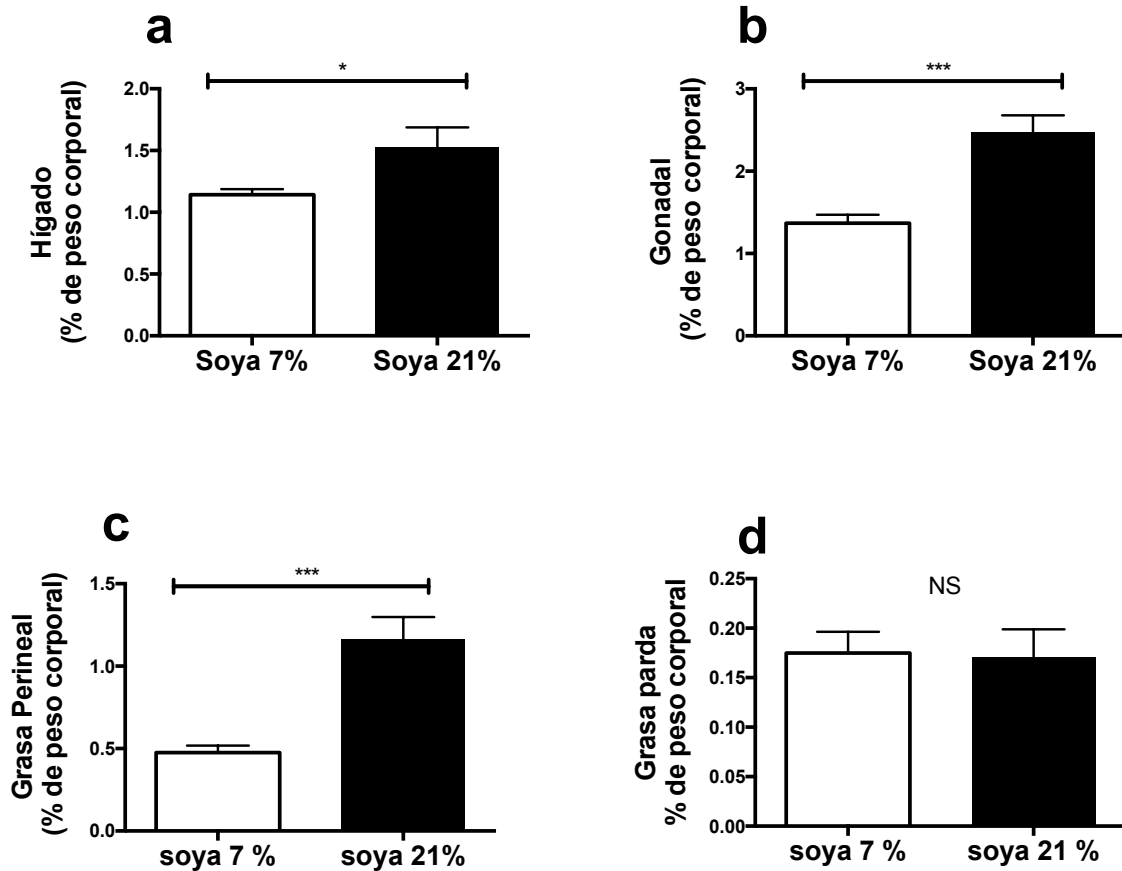 a
*
Hígado
(% de peso corporal)
2.0
1.5
1.0
0.5
0.0
Soya 7%
Soya 21%
b
***
Gonadal
(% de peso corporal)
3
2
1
0
Soya 7%
Soya 21%
c
***
Grasa Perineal
(% de peso corporal)
1.5
1.0
0.5
0.0
soya 7 %
soya 21%
d
NS
Grasa parda
% de peso corporal
0.25
0.20
0.15
0.10
0.05
0.00
soya 7 %
soya 21 %